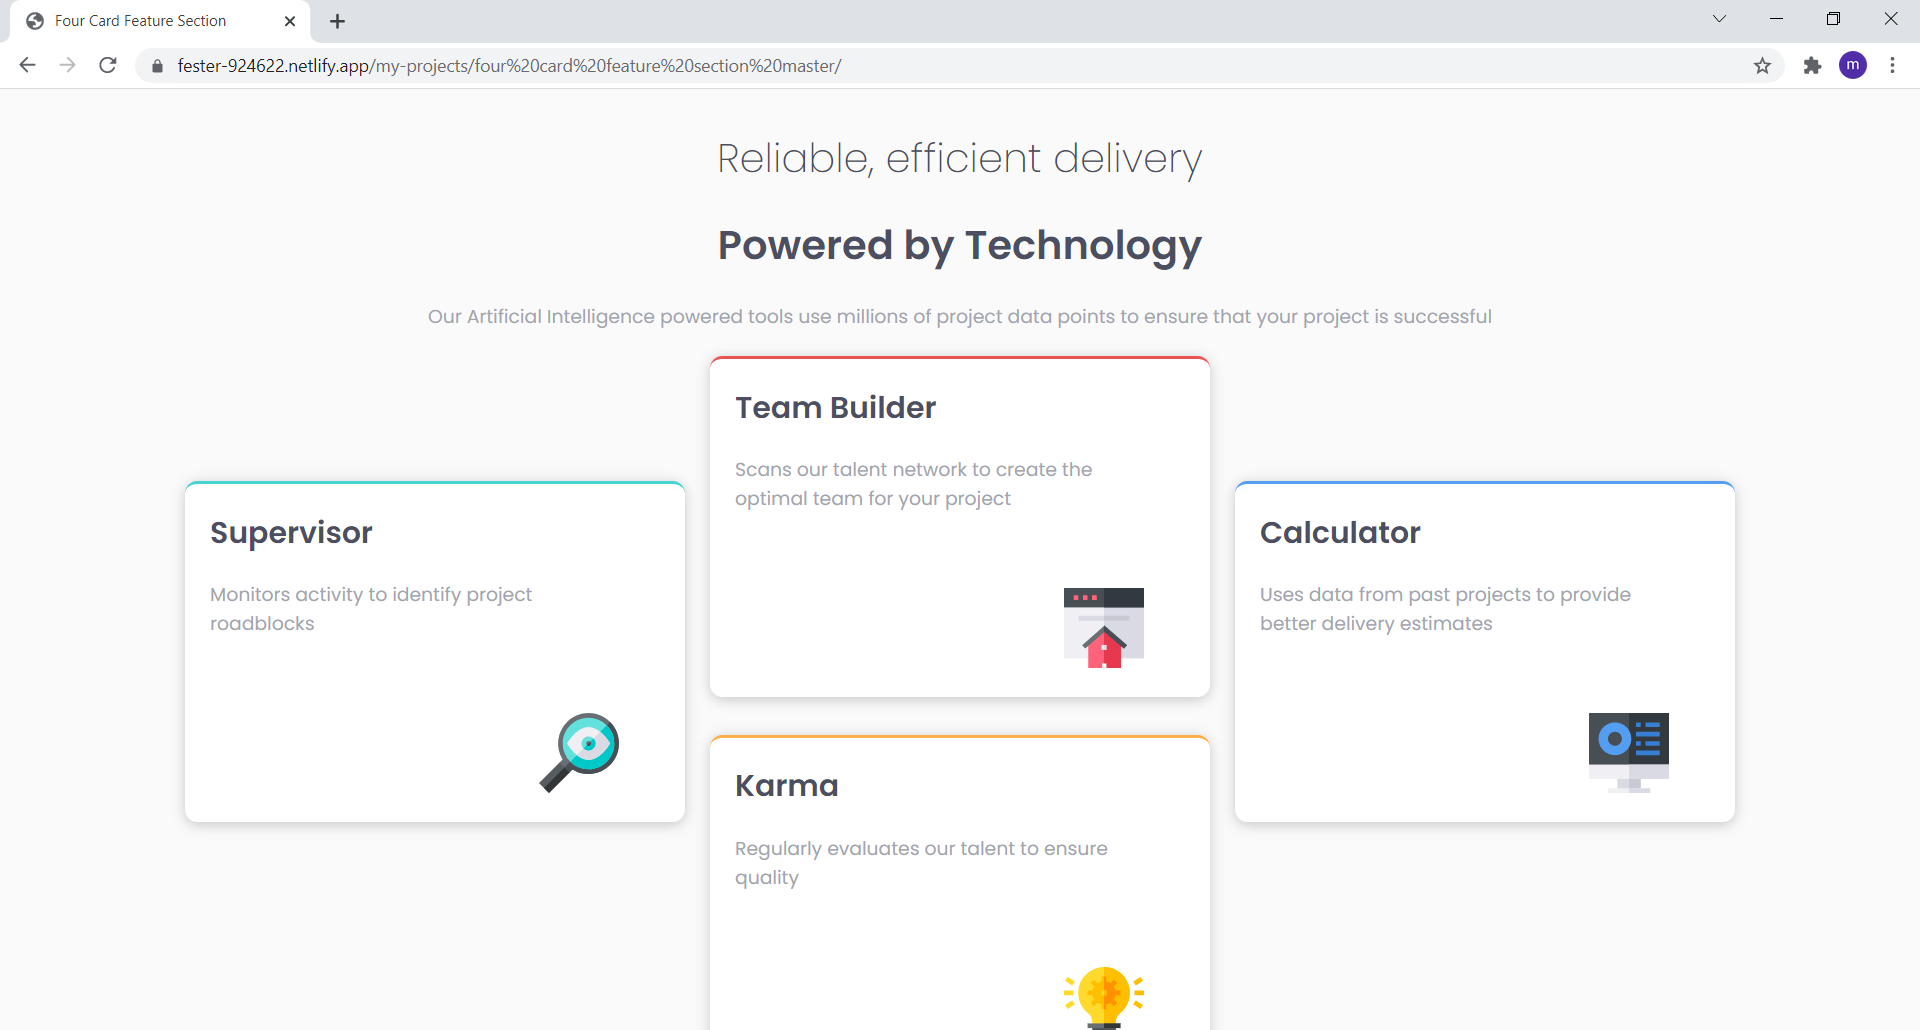 Four Card Feature Section
fester-924622.netlify.app/my-projects/four%20card%20feature%20section%20master/
m
Reliable, efficient delivery
Powered by Technology
Our Artificial Intelligence powered tools use millions of project data points to ensure that your project is successful
Team Builder
Scans our talent network to create the
optimal team for your project
Supervisor
Monitors activity to identify project
roadblocks
Calculator
Uses data from past projects to provide
better delivery estimates
Karma
Regularly evaluates our talent to ensure
quality